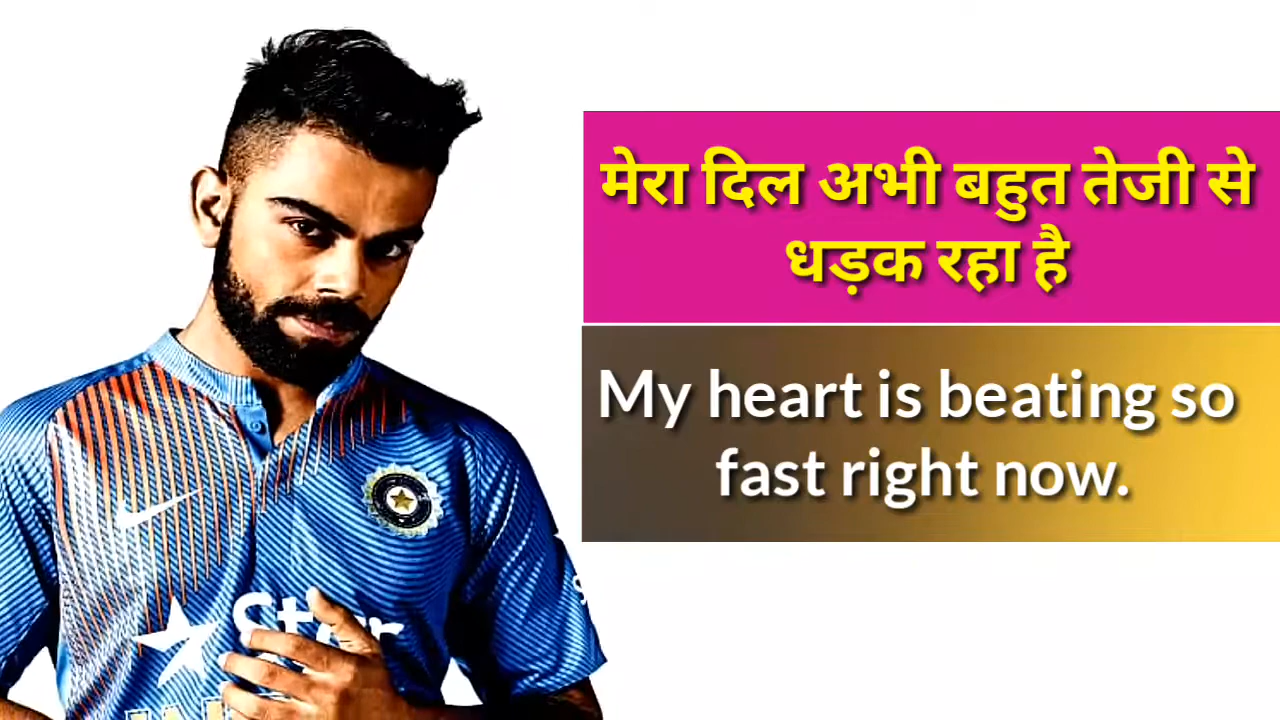 मेरा दिल अभी बहुत तेजी से
धड़क रहा है
My heart is beating so
fast right now.